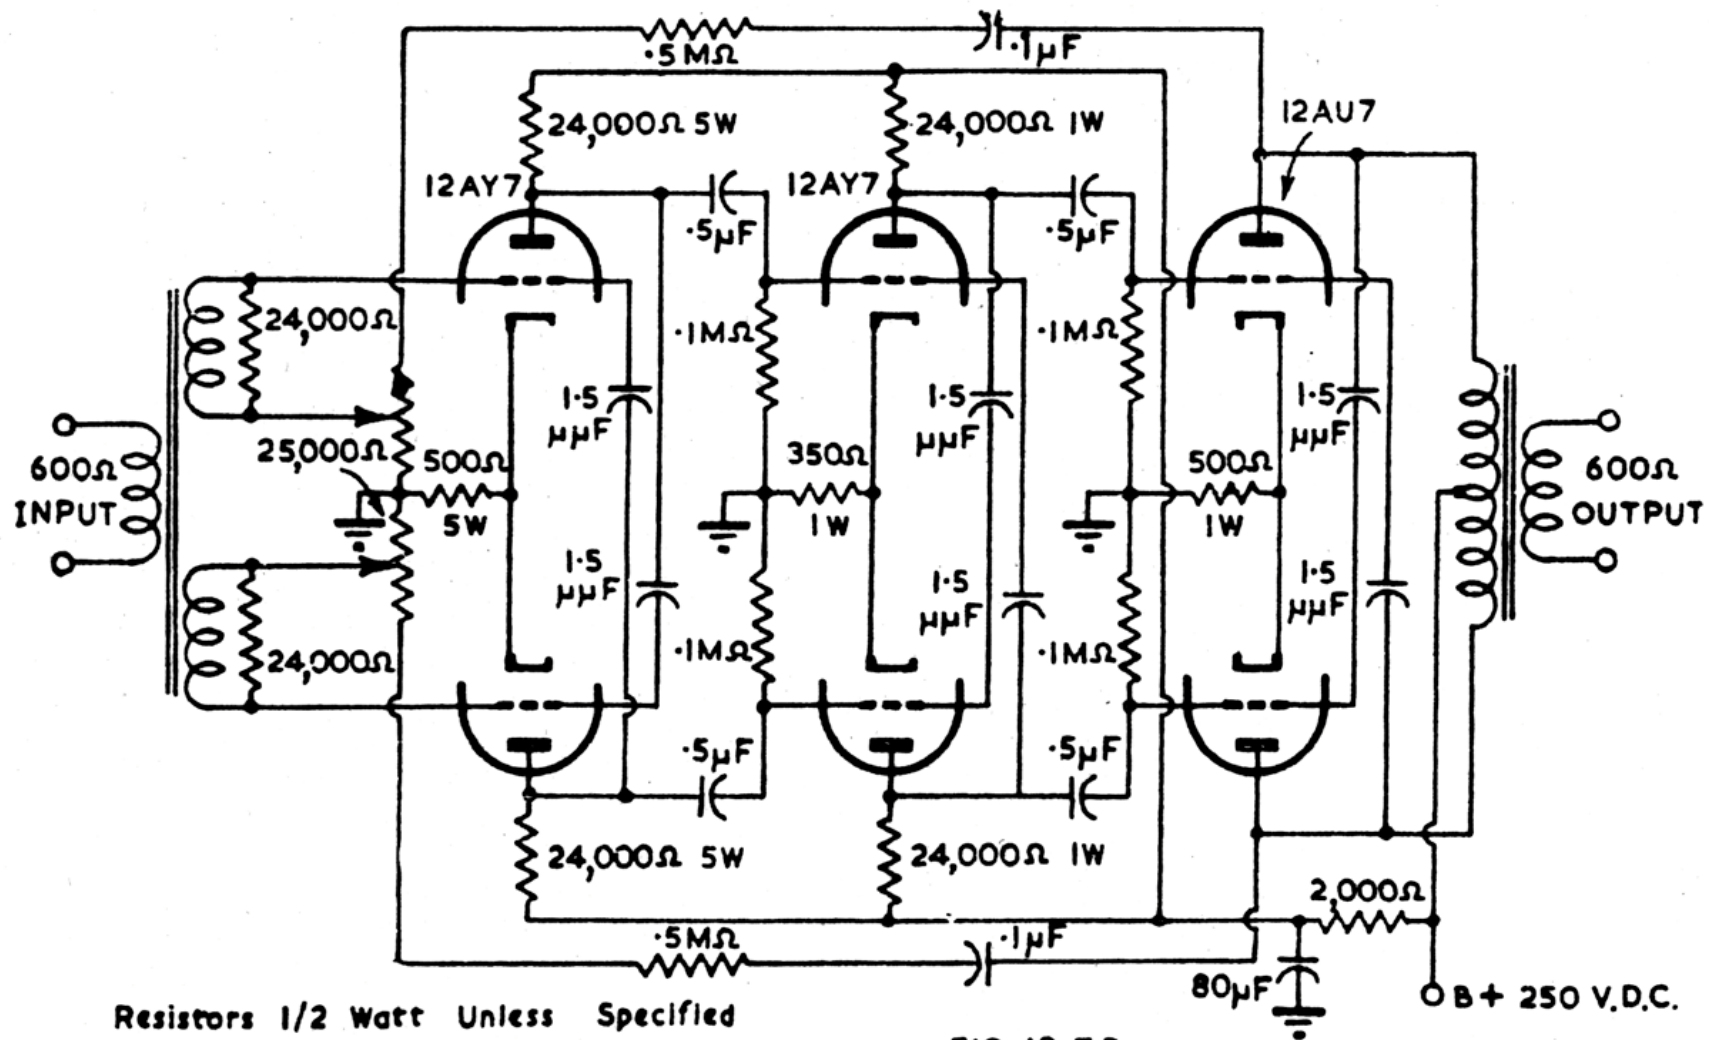 ·5MΩ
·1μF
12AU7
24,000Ω 5W
24,000Ω 1W
12AY7
12AY7
·5μF
·5μF
24,000Ω
·1MΩ
·1MΩ
1·5
μμF
1·5
μμF
1·5
μμF
25,000Ω
500Ω
5W
350Ω
1W
500Ω
1W
600Ω
INPUT
600Ω
OUTPUT
1·5
μμF
1·5
μμF
1·5
μμF
24,000Ω
·1MΩ
·1MΩ
·5μF
·5μF
24,000Ω 5W
24,000Ω 1W
2,000Ω
·5MΩ
·1μF
80μF
B+ 250 V.D.C.
Resistors 1/2 Watt Unless Specified